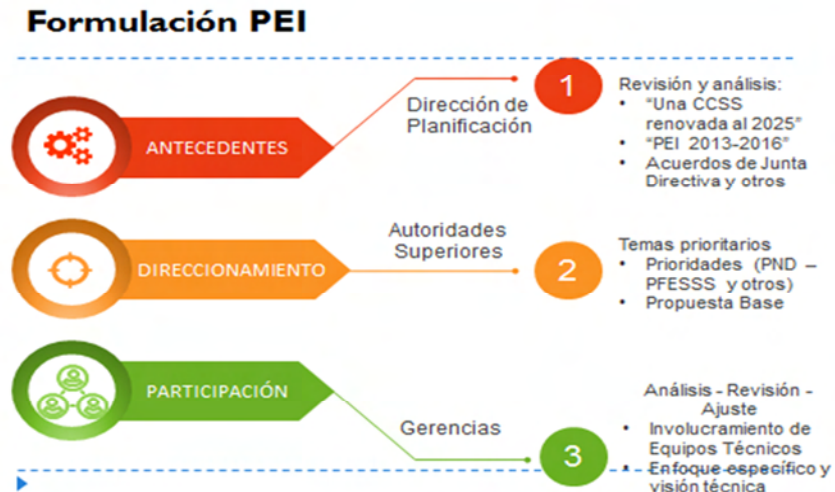 Formulación PEI
ANTECEDENTES
Dirección de
Planificación
1
Revisión y análisis:
• "Una CCSS
renovada al 2025"
• "PEI 2013-2016"
• Acuerdos de Junta
Directiva y otros
DIRECCIONAMIENTO
Autoridades
Superiores
2
Temas prioritarios
• Prioridades (PND –
PFESSS y otros)
• Propuesta Base
PARTICIPACIÓN
Gerencias
3
Análisis - Revisión -
Ajuste
• Involucramiento de
Equipos Técnicos
• Enfoque específico y
visión técnica